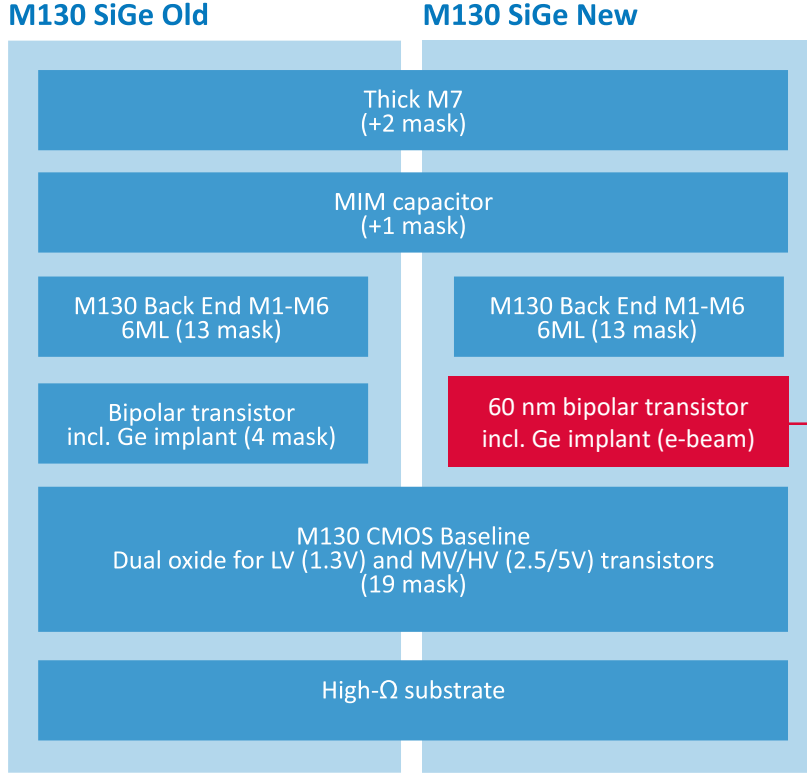 M130 SiGe Old
M130 SiGe New
Thick M7
(+2 mask)
MIM capacitor
(+1 mask)
M130 Back End M1-M6
6ML (13 mask)
M130 Back End M1-M6
6ML (13 mask)
Bipolar transistor
incl. Ge implant (4 mask)
60 nm bipolar transistor
incl. Ge implant (e-beam)
M130 CMOS Baseline
Dual oxide for LV (1.3V) and MV/HV (2.5/5V) transistors
(19 mask)
High-Ω substrate